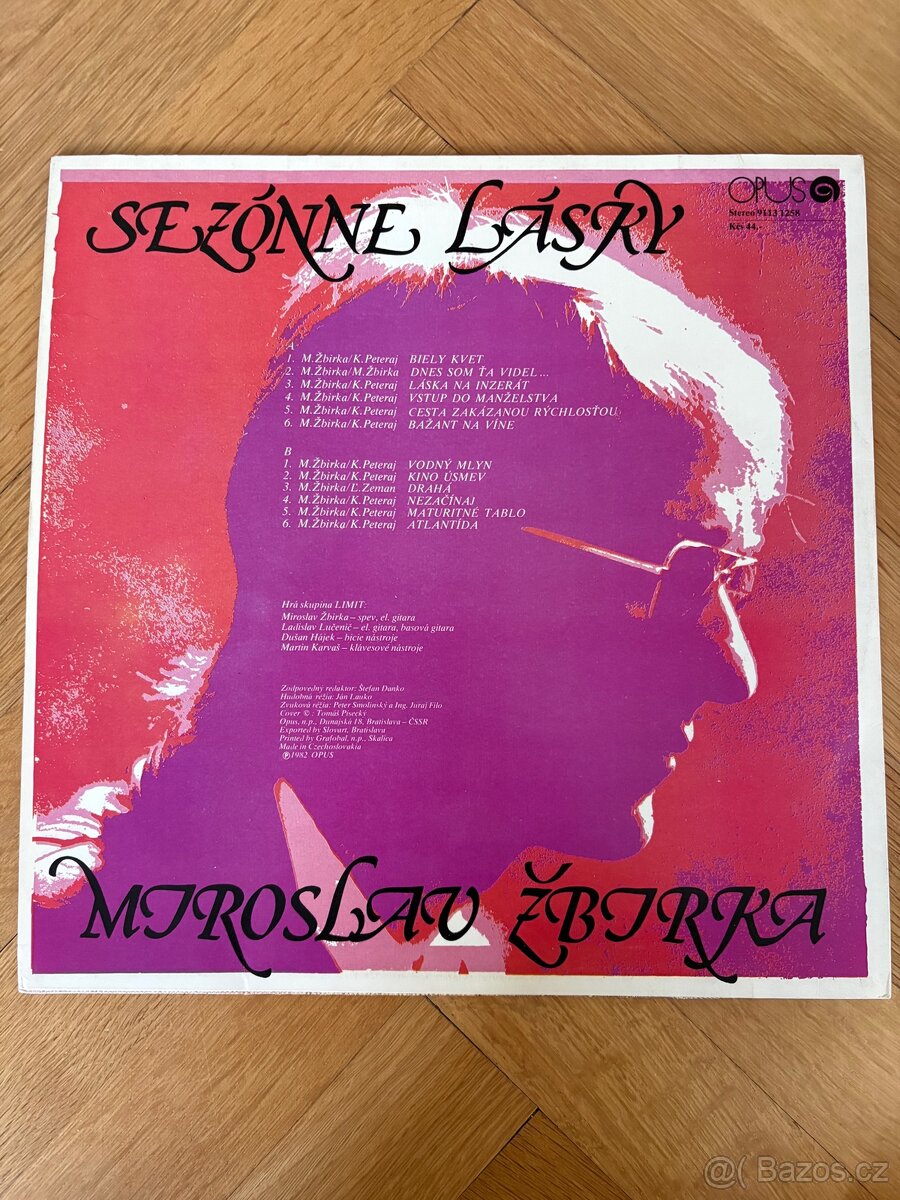 OPUS
Stereo 9113 1258
Kčs 44,-
SEZÓNNE LÁSKY
A
1. M.Žbirka/K.Peteraj BIELY KVET
2. M.Žbirka/M.Žbirka DNES SOM ŤA VIDEL...
3. M.Žbirka/K.Peteraj LÁSKA NA INZERÁT
4. M.Žbirka/K.Peteraj VSTUP DO MANŽELSTVA
5. M.Žbirka/K.Peteraj CESTA ZAKÁZANOU RÝCHLOSŤOU
6. M.Žbirka/K.Peteraj BAŽANT NA VÍNE
B
1. M.Žbirka/K.Peteraj VODNÝ MLYN
2. M.Žbirka/K.Peteraj KINO ÚSMEV
3. M.Žbirka/Ľ.Zeman DRAHÁ
4. M.Žbirka/K.Peteraj NEZAČÍNAJ
5. M.Žbirka/K.Peteraj MATURITNÉ TABLO
6. M.Žbirka/K.Peteraj ATLANTÍDA
Hrá skupina LIMIT:
Miroslav Žbirka – spev, el. gitara
Ladislav Lučenič – el. gitara, basová gitara
Dušan Hájek – bicie nástroje
Martin Karvaš – klávesové nástroje
Zodpovedný redaktor: Štefan Danko
Hudobná réžia: Ján Lauko
Zvuková réžia: Peter Smolinský a Ing. Juraj Filo
Cover © : Tomáš Písecký
Opus, n.p., Dunajská 18, Bratislava – ČSSR
Exported by Slovart, Bratislava
Printed by Grafobal, n.p., Skalica
Made in Czechoslovakia
℗1982 OPUS
MIROSLAV ŽBIRKA
@( Bazos.cz